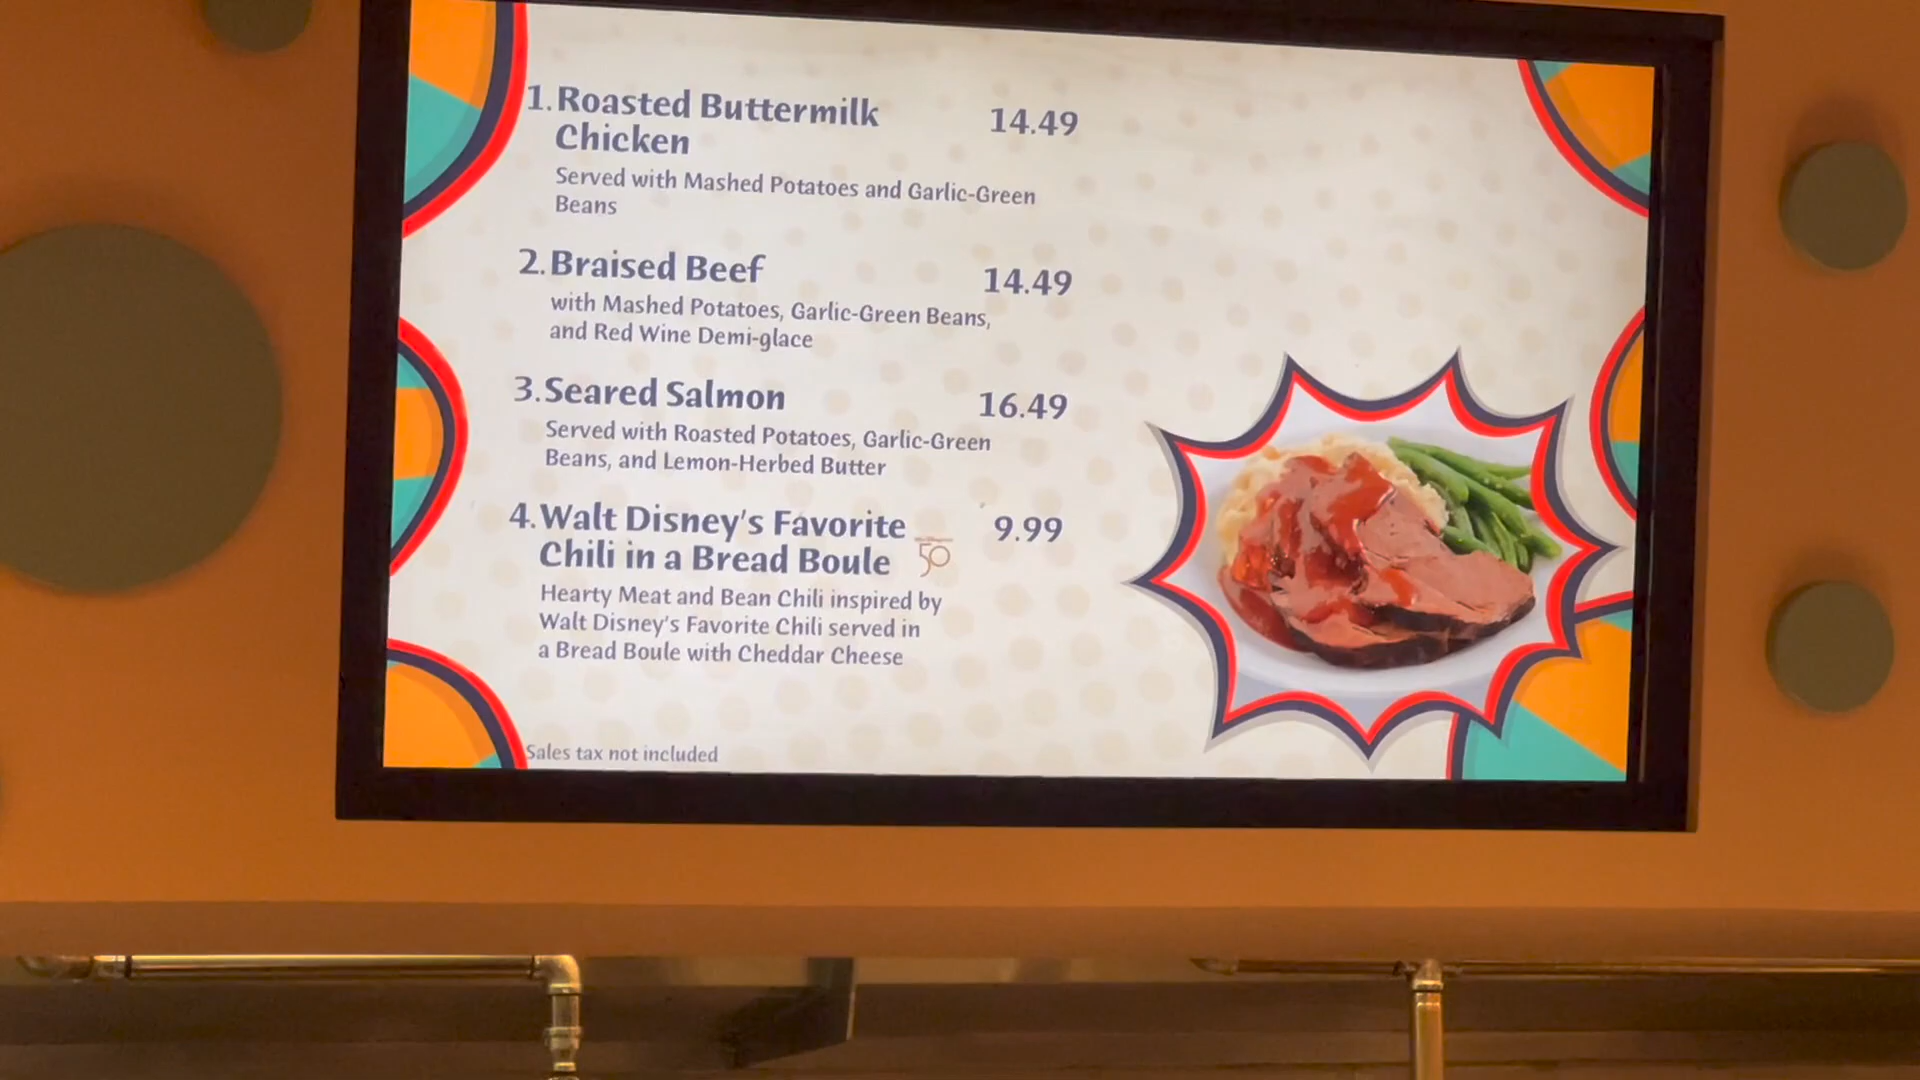 1. Roasted Buttermilk 14.49
Chicken
Served with Mashed Potatoes and Garlic-Green
Beans
2. Braised Beef 14.49
with Mashed Potatoes, Garlic-Green Beans,
and Red Wine Demi-glace
3. Seared Salmon 16.49
Served with Roasted Potatoes, Garlic-Green
Beans, and Lemon-Herbed Butter
4. Walt Disney's Favorite 9.99
Chili in a Bread Boule 50
Hearty Meat and Bean Chili inspired by
Walt Disney's Favorite Chili served in
a Bread Boule with Cheddar Cheese
Sales tax not included